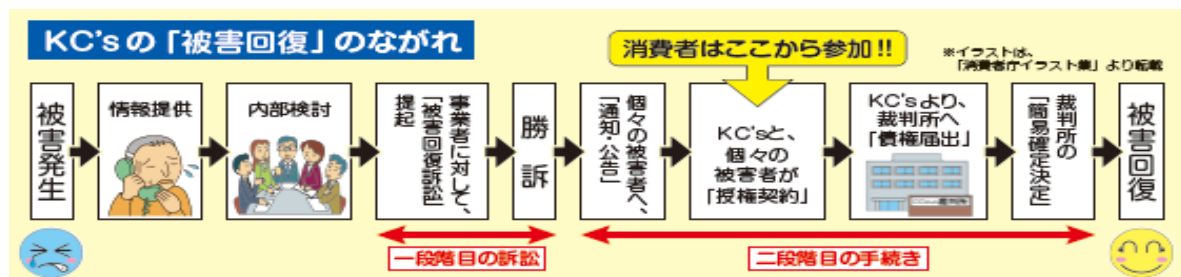 KC'sの「被害回復」のながれ
消費者はここから参加!!
※イラストは、
「消費者庁イラスト集」より転載
被害発生
情報提供
内部検討
事業者に対して、
「被害回復訴訟」
提起
勝訴
個々の被害者へ、
「通知・公告」
KC'sと、
個々の
被害者が
「授権契約」
KC'sより、
裁判所へ
「債権届出」
裁判所の
「簡易確定決定」
被害回復
一段階目の訴訟
二段階目の手続き